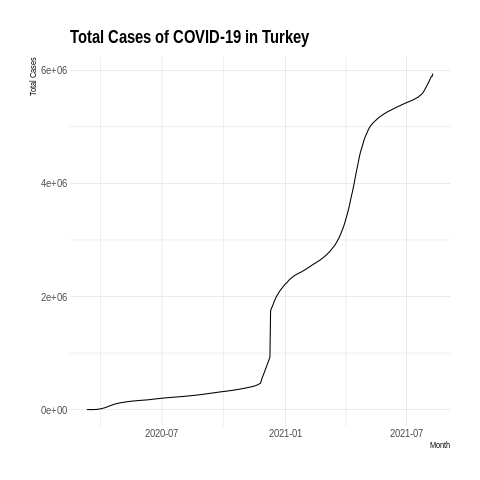 Total Cases of COVID-19 in Turkey
Total Cases
6e+06
4e+06
2e+06
0e+00
2020-07
2021-01
2021-07
Month